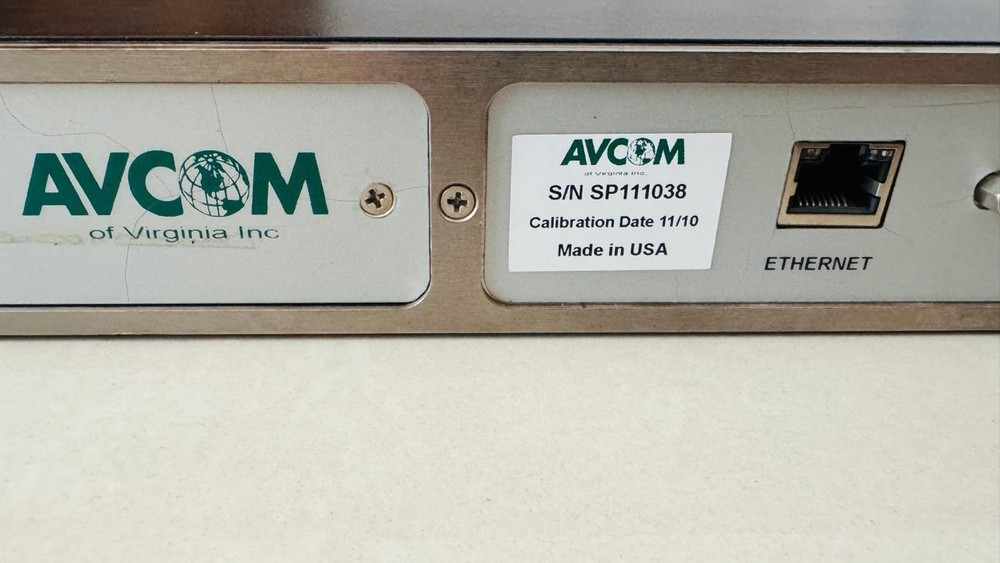 AVCOM
of Virginia Inc
AVCOM
of Virginia Inc.
S/N SP111038
Calibration Date 11/10
Made in USA
ETHERNET